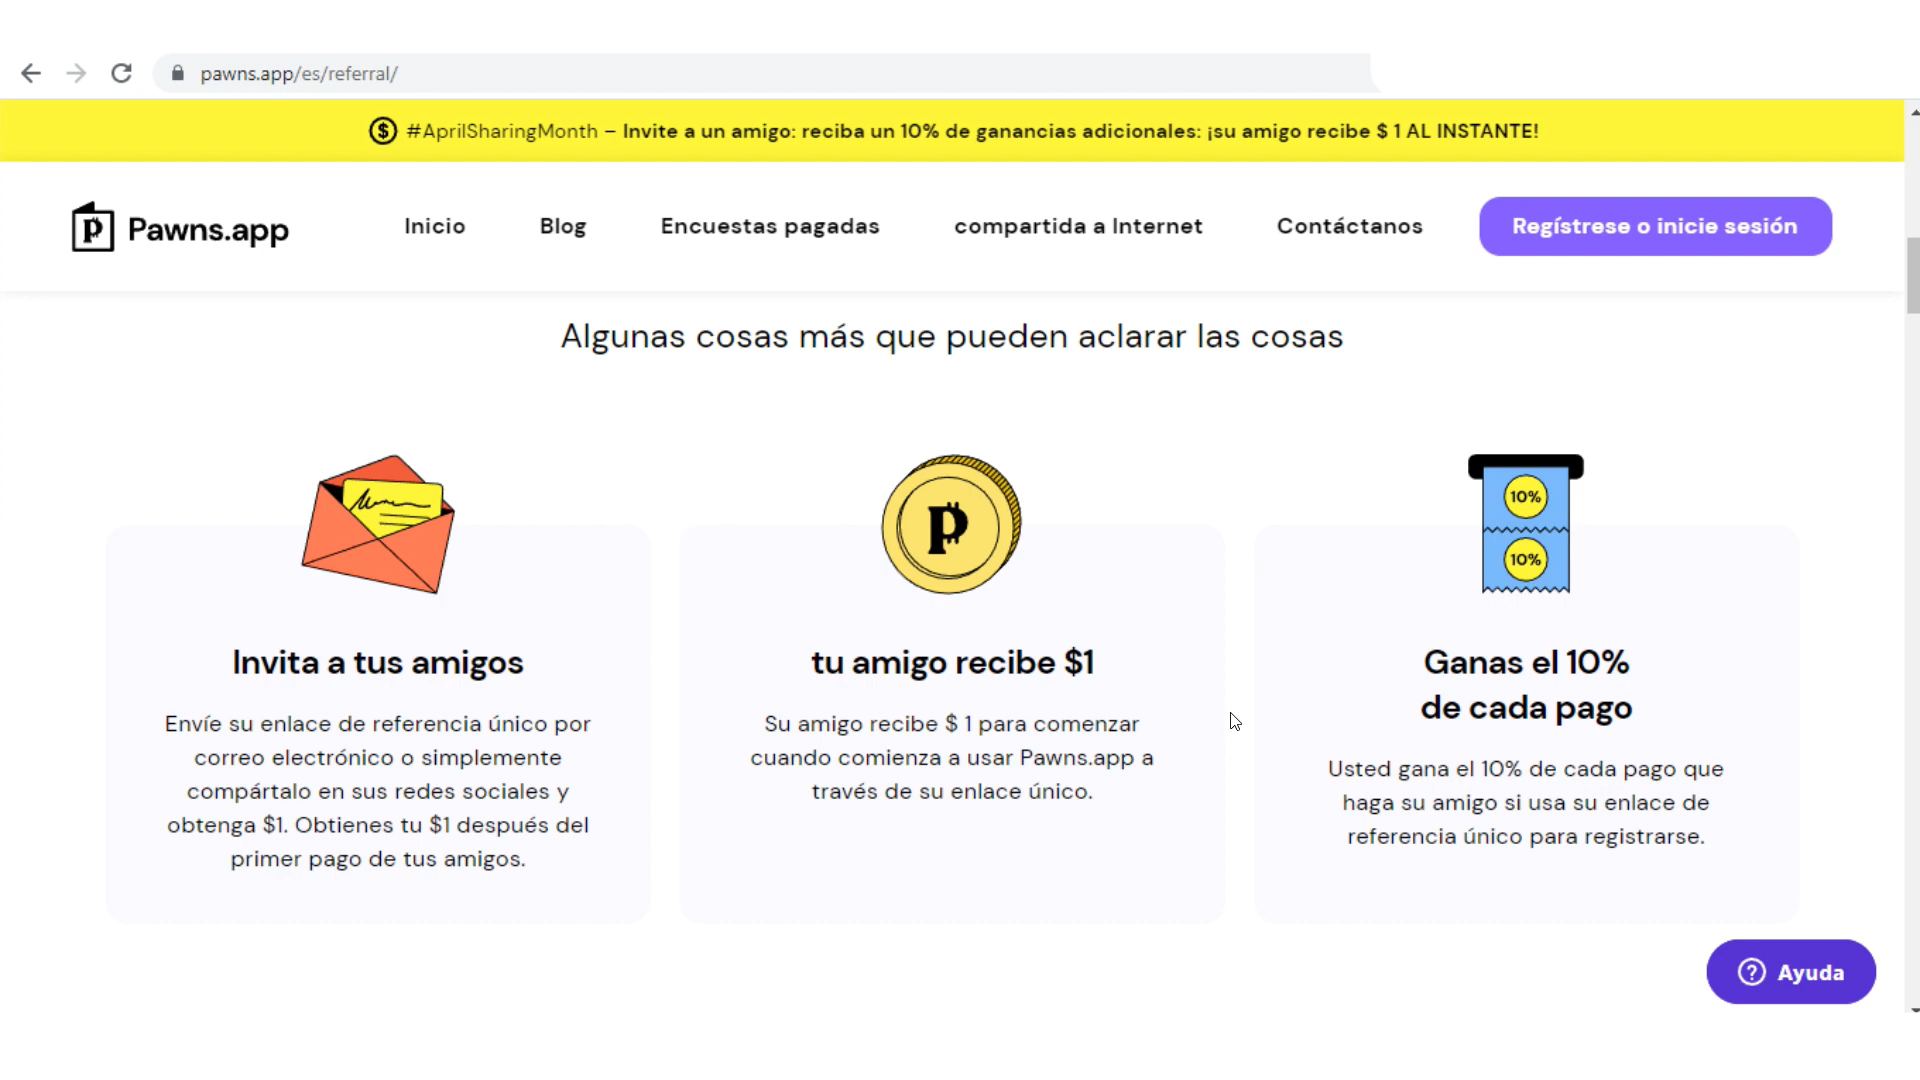 pawns.app/es/referral/
#AprilSharingMonth – Invite a un amigo: reciba un 10% de ganancias adicionales: ¡su amigo recibe $ 1 AL INSTANTE!
Pawns.app
Inicio
Blog
Encuestas pagadas
compartida a Internet
Contáctanos
Regístrese o inicie sesión
Algunas cosas más que pueden aclarar las cosas
10%
10%
Invita a tus amigos
Envíe su enlace de referencia único por
correo electrónico o simplemente
compártalo en sus redes sociales y
obtenga $1. Obtienes tu $1 después del
primer pago de tus amigos.
tu amigo recibe $1
Su amigo recibe $ 1 para comenzar
cuando comienza a usar Pawns.app a
través de su enlace único.
Ganas el 10%
de cada pago
Usted gana el 10% de cada pago que
haga su amigo si usa su enlace de
referencia único para registrarse.
Ayuda